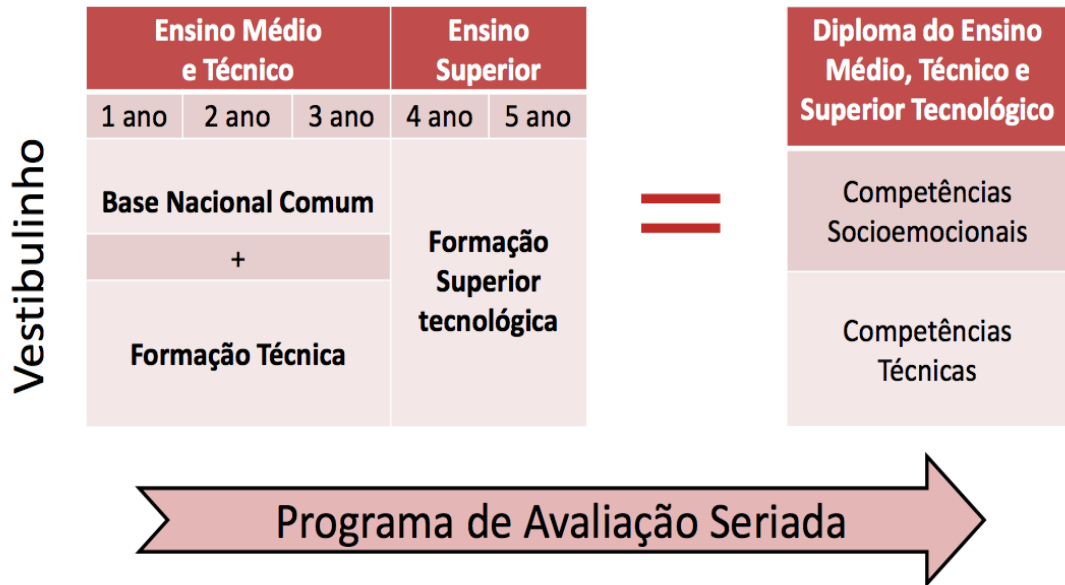 Vestibulinho
Ensino Médio
e Técnico
Ensino
Superior
1 ano
2 ano
3 ano
4 ano
5 ano
Base Nacional Comum
+
Formação Técnica
Formação
Superior
tecnológica
=
Diploma do Ensino
Médio, Técnico e
Superior Tecnológico
Competências
Socioemocionais
Competências
Técnicas
Programa de Avaliação Seriada